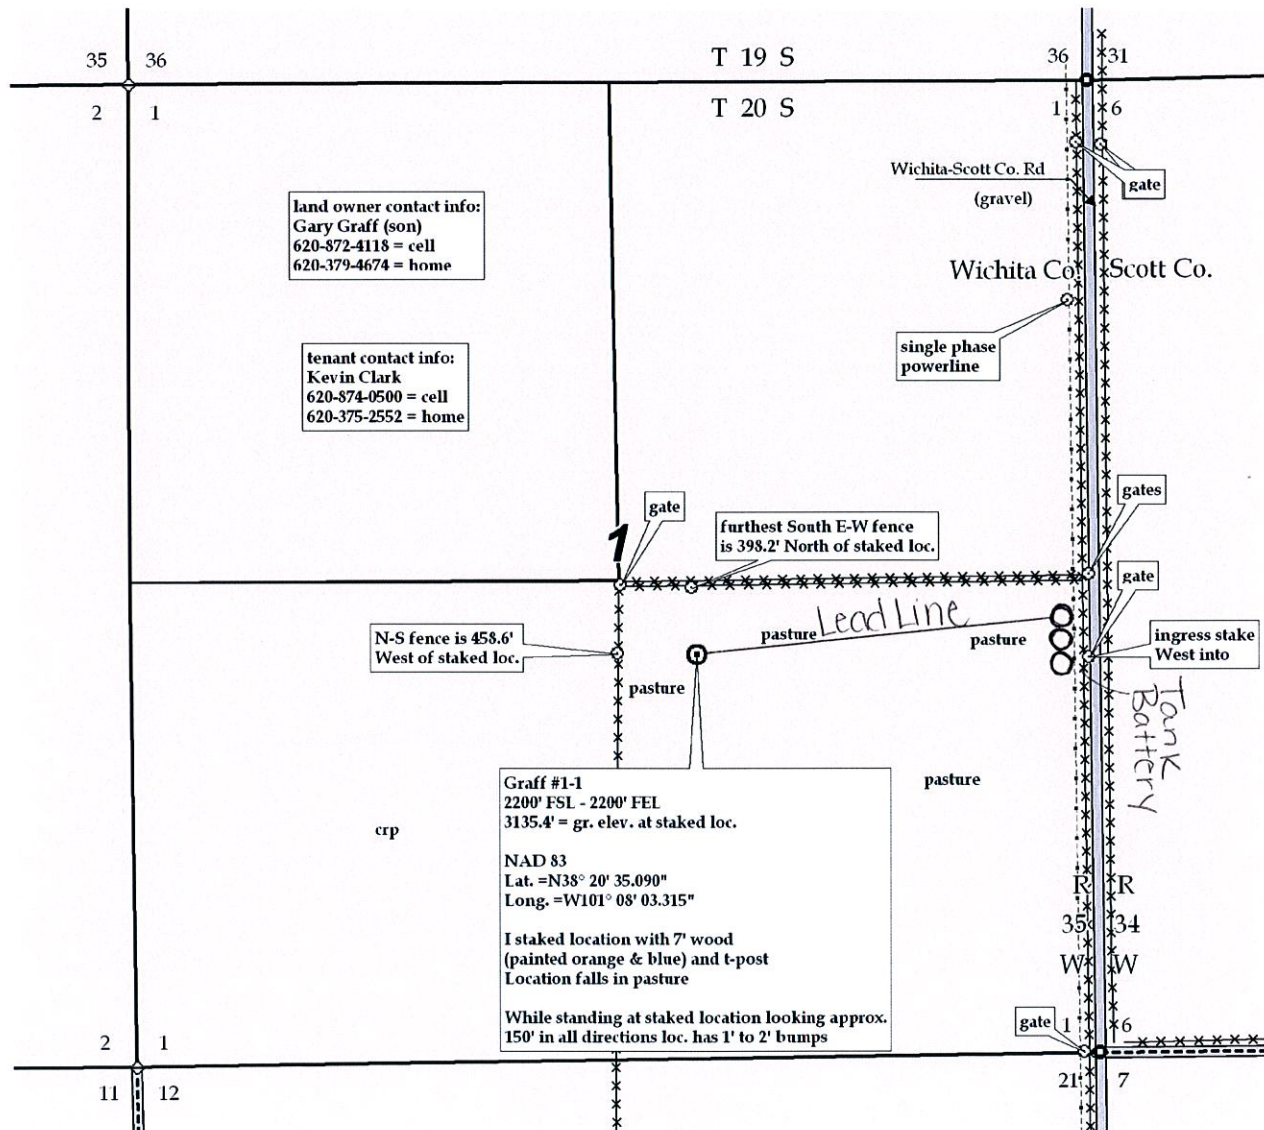 35 36 T 19 S 36 31
2 1 T 20 S 1 6
Wichita-Scott Co. Rd
(gravel)
gate
land owner contact info:
Gary Graff (son)
620-872-4118 = cell
620-379-4674 = home
Wichita Co. Scott Co.
single phase
powerline
tenant contact info:
Kevin Clark
620-874-0500 = cell
620-375-2552 = home
gates
gate
furthest South E-W fence
is 398.2' North of staked loc.
1
gate
Lead Line
pasture
pasture
N-S fence is 458.6'
West of staked loc.
ingress stake
West into
pasture
Tank
Battery
pasture
crp
Graff #1-1
2200' FSL - 2200' FEL
3135.4' = gr. elev. at staked loc.
NAD 83
Lat. =N38° 20' 35.090"
Long. =W101° 08' 03.315"
I staked location with 7' wood
(painted orange & blue) and t-post
Location falls in pasture
While standing at staked location looking approx.
150' in all directions loc. has 1' to 2' bumps
R R
35 34
W W
gate
2 1 1 6
11 12 21 7